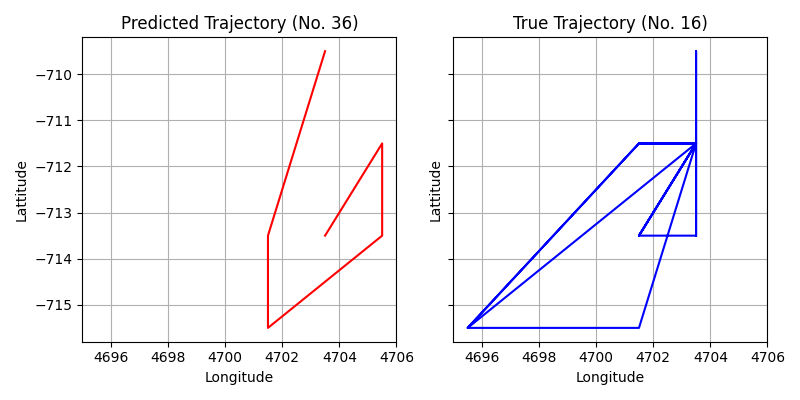 Predicted Trajectory (No. 36)
True Trajectory (No. 16)
−710
−711
−712
−713
−714
−715
Lattitude
Lattitude
4696 4698 4700 4702 4704 4706
4696 4698 4700 4702 4704 4706
Longitude
Longitude